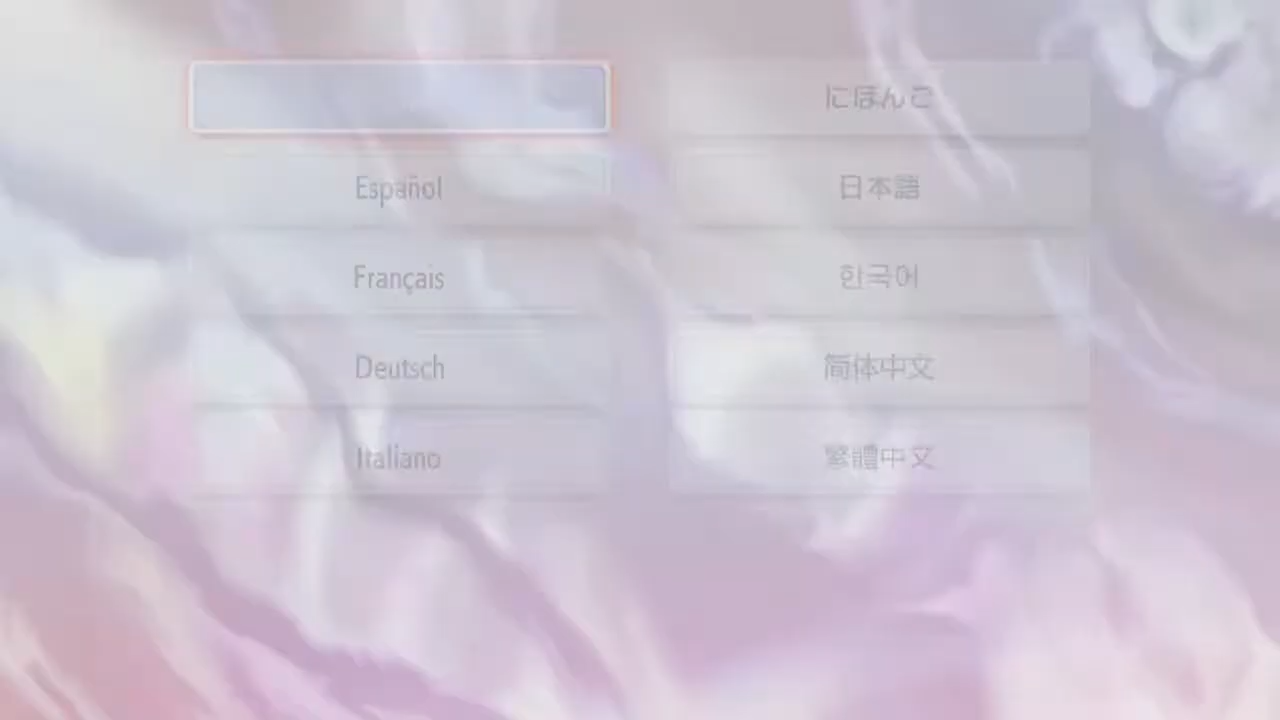 Español
Français
Deutsch
Italiano
にほんご
日本語
한국어
简体中文
繁體中文